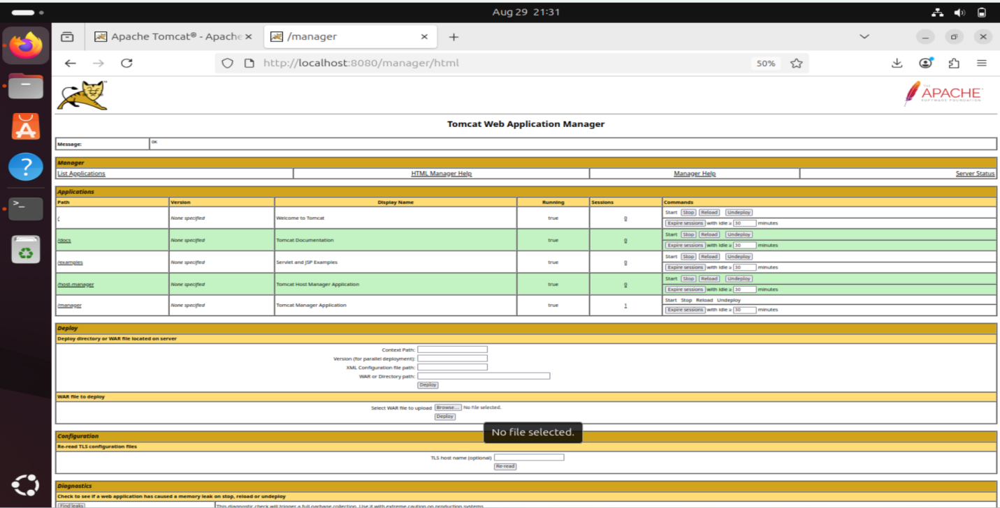 Aug 29 21:31
Apache Tomcat® - Apache
/manager
http://localhost:8080/manager/html
50%
THE
APACHE
SOFTWARE FOUNDATION
Tomcat Web Application Manager
Message: OK
Manager
List Applications HTML Manager Help Manager Help Server Status
Applications
Path Version Display Name Running Sessions Commands
/ None specified Welcome to Tomcat true 0 Start Stop Reload Undeploy
Expire sessions with idle ≥ 30 minutes
/docs None specified Tomcat Documentation true 0 Start Stop Reload Undeploy
Expire sessions with idle ≥ 30 minutes
/examples None specified Servlet and JSP Examples true 0 Start Stop Reload Undeploy
Expire sessions with idle ≥ 30 minutes
/host-manager None specified Tomcat Host Manager Application true 0 Start Stop Reload Undeploy
Expire sessions with idle ≥ 30 minutes
/manager None specified Tomcat Manager Application true 1 Start Stop Reload Undeploy
Expire sessions with idle ≥ 30 minutes
Deploy
Deploy directory or WAR file located on server
Context Path:
Version (for parallel deployment):
XML Configuration file path:
WAR or Directory path:
Deploy
WAR file to deploy
Select WAR file to upload Browse... No file selected.
Deploy
No file selected.
Configuration
Re-read TLS configuration files
TLS host name (optional)
Re-read
Diagnostics
Check to see if a web application has caused a memory leak on stop, reload or undeploy
Find leaks This diagnostic check will trigger a full garbage collection. Use it with extreme caution on production systems.